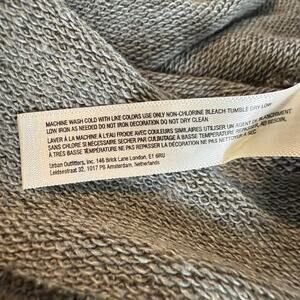 MACHINE WASH COLD WITH LIKE COLORS USE ONLY NON-CHLORINE BLEACH TUMBLE DRY LOW
LOW IRON AS NEEDED DO NOT IRON DECORATION DO NOT DRY CLEAN
LAVER À LA MACHINE À L'EAU FROIDE AVEC COULEURS SIMILAIRES UTILISER UN AGENT DE BLANCHIMENT
SANS CHLORE SI NÉCESSAIRE SECHER PAR CULBUTAGE À BASSE TEMPÉRATURE REPASSER, AU BESOIN,
À TRÈS BASSE TEMPÉRATURE NE PAS REPASSER LA DÉCORATION NE PAS NETTOYER À SEC
Urban Outfitters, Inc. 146 Brick Lane London, E1 6RU
Leidsestraat 32, 1017 PB Amsterdam, Netherlands